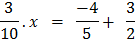 3/10 . x = -4/5 + 3/2